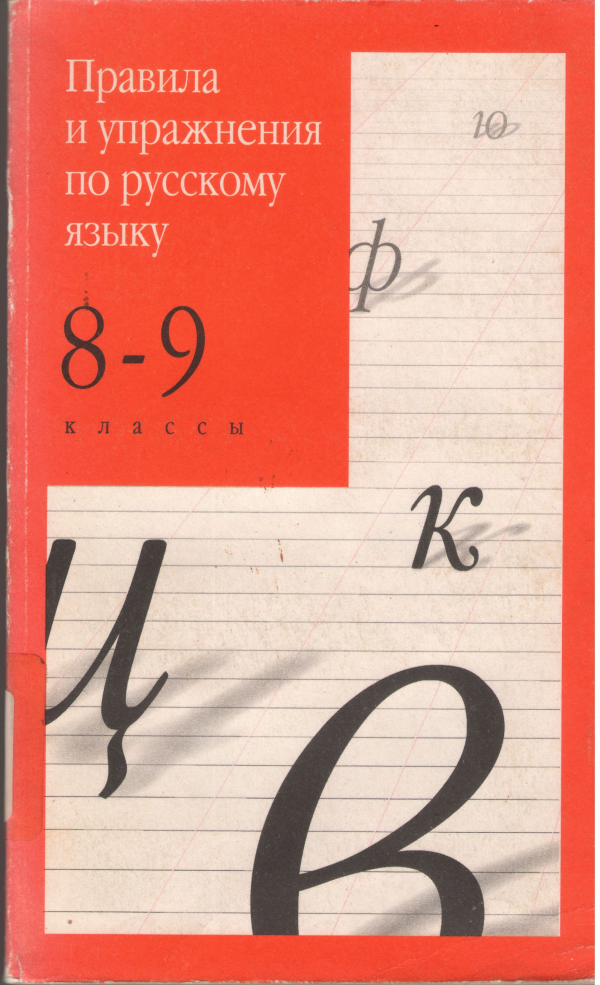 Правила
и упражнения
по русскому
языку
8-9
классы
ю
ф
к
ц
в